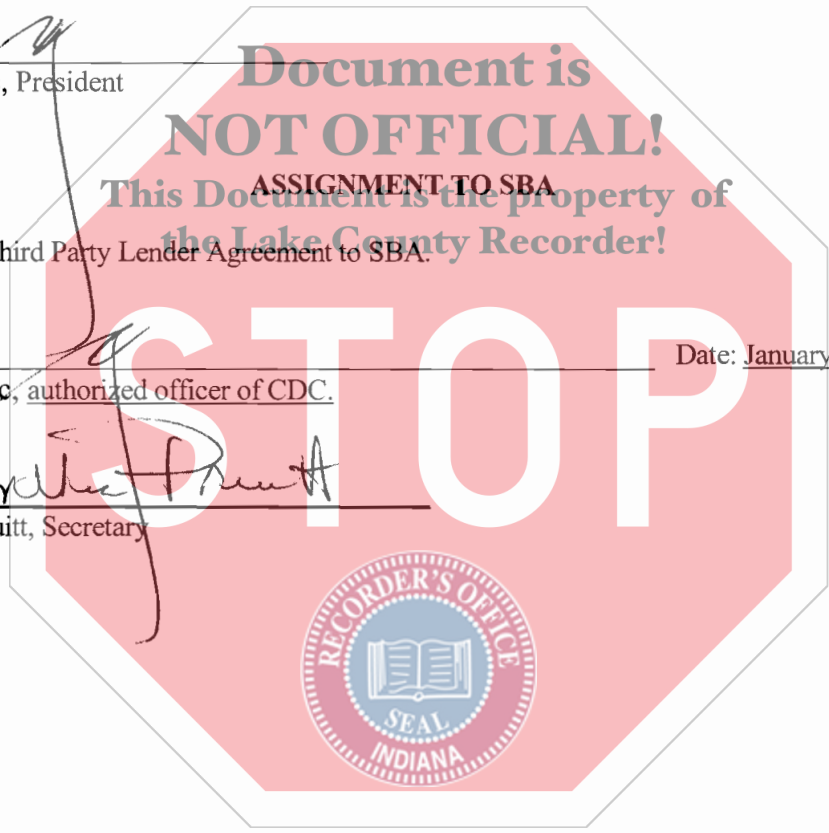 Document is
, President
NOT OFFICIAL!
ASSIGNMENT TO SBA
This Document is the property of
the Lake County Recorder!
hird Party Lender Agreement to SBA.
STOP
Date: January
c, authorized officer of CDC.
uitt, Secretary
RECORDER'S OFFICE
SEAL
INDIANA